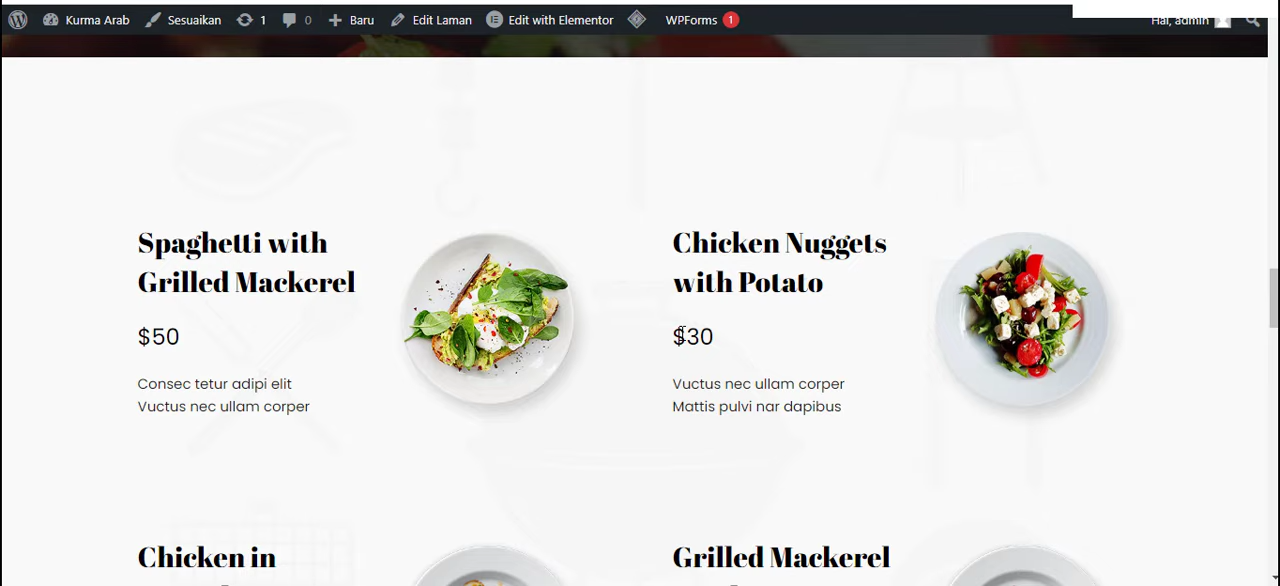 Kurma Arab Sesuaikan 1 0 Baru Edit Laman Edit with Elementor WPForms 1 Hai, admin
Spaghetti with
Grilled Mackerel
$50
Consec tetur adipi elit
Vuctus nec ullam corper
Chicken Nuggets
with Potato
$30
Vuctus nec ullam corper
Mattis pulvi nar dapibus
Chicken in
Grilled Mackerel